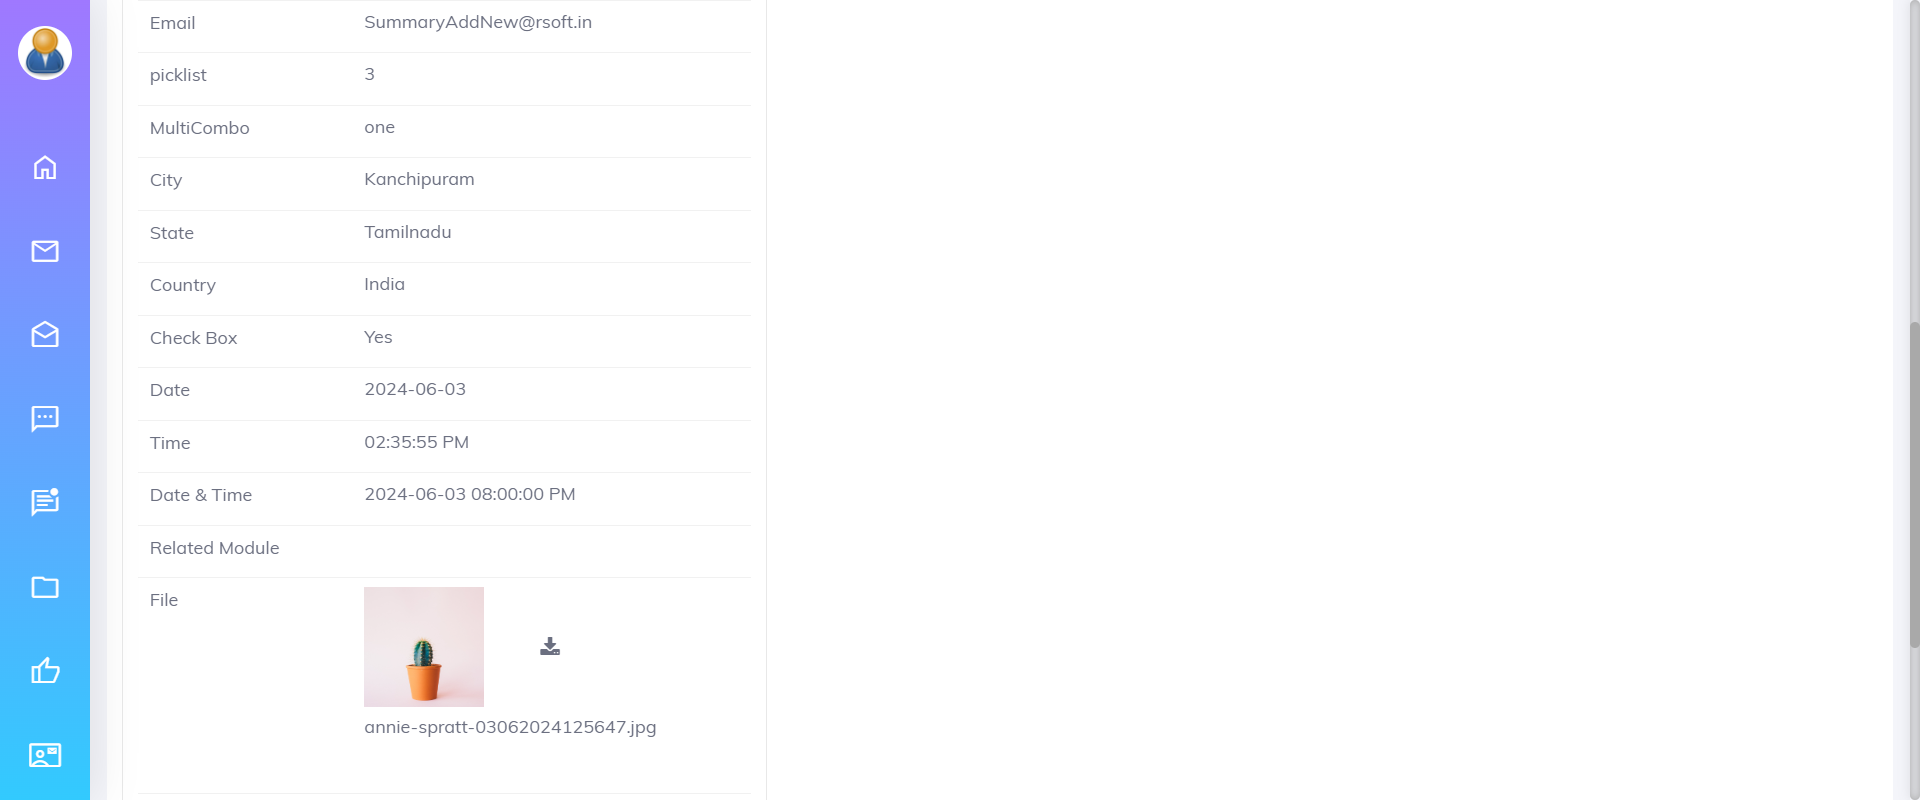 Email SummaryAddNew@rsoft.in
picklist 3
MultiCombo one
City Kanchipuram
State Tamilnadu
Country India
Check Box Yes
Date 2024-06-03
Time 02:35:55 PM
Date & Time 2024-06-03 08:00:00 PM
Related Module
File
annie-spratt-03062024125647.jpg